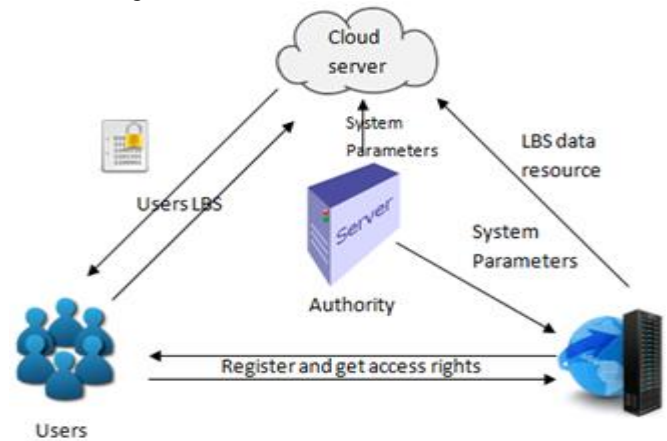 Cloud
server
System
Parameters
LBS data
resource
Users LBS
Server
System
Parameters
Authority
Register and get access rights
Users